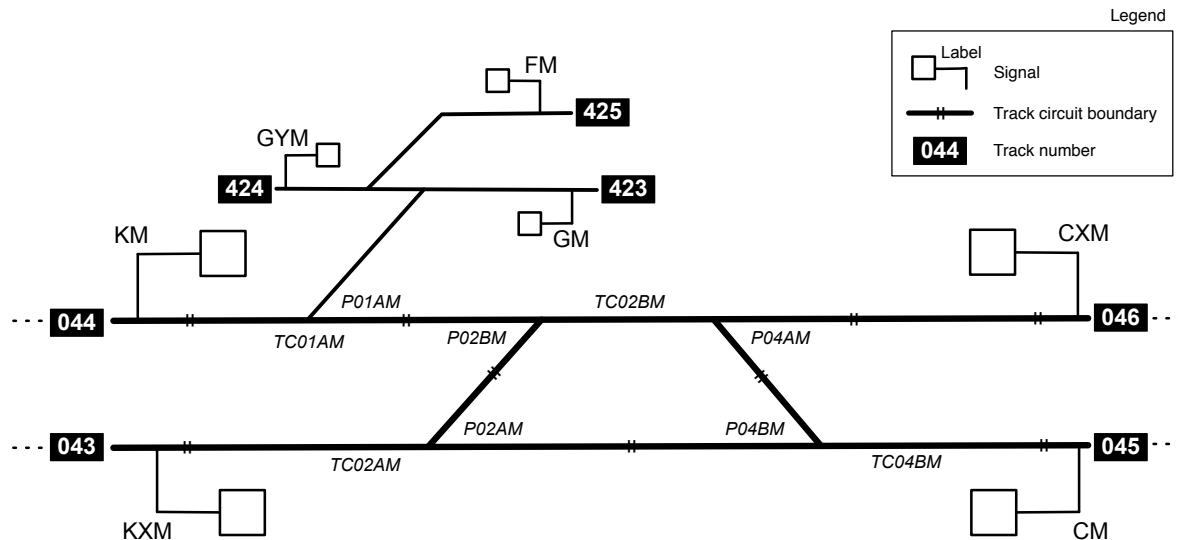 Legend
Label
Signal
Track circuit boundary
044
Track number
FM
425
GYM
424
423
GM
KM
CXM
P01AM
TC02BM
044
046
TC01AM
P02BM
P04AM
P02AM
P04BM
043
045
TC02AM
TC04BM
KXM
CM